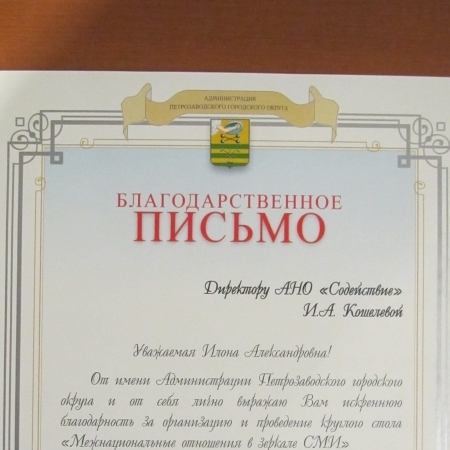 АДМИНИСТРАЦИЯ
ПЕТРОЗАВОДСКОГО ГОРОДСКОГО ОКРУГА
БЛАГОДАРСТВЕННОЕ
ПИСЬМО
Директору АНО «Содействие»
И.А. Кошелевой
Уважаемая Илона Александровна!
От имени Администрации Петрозаводского городского
округа и от себя лично выражаю Вам искреннюю
благодарность за организацию и проведение круглого стола
«Межнациональные отношения в зеркале СМИ»